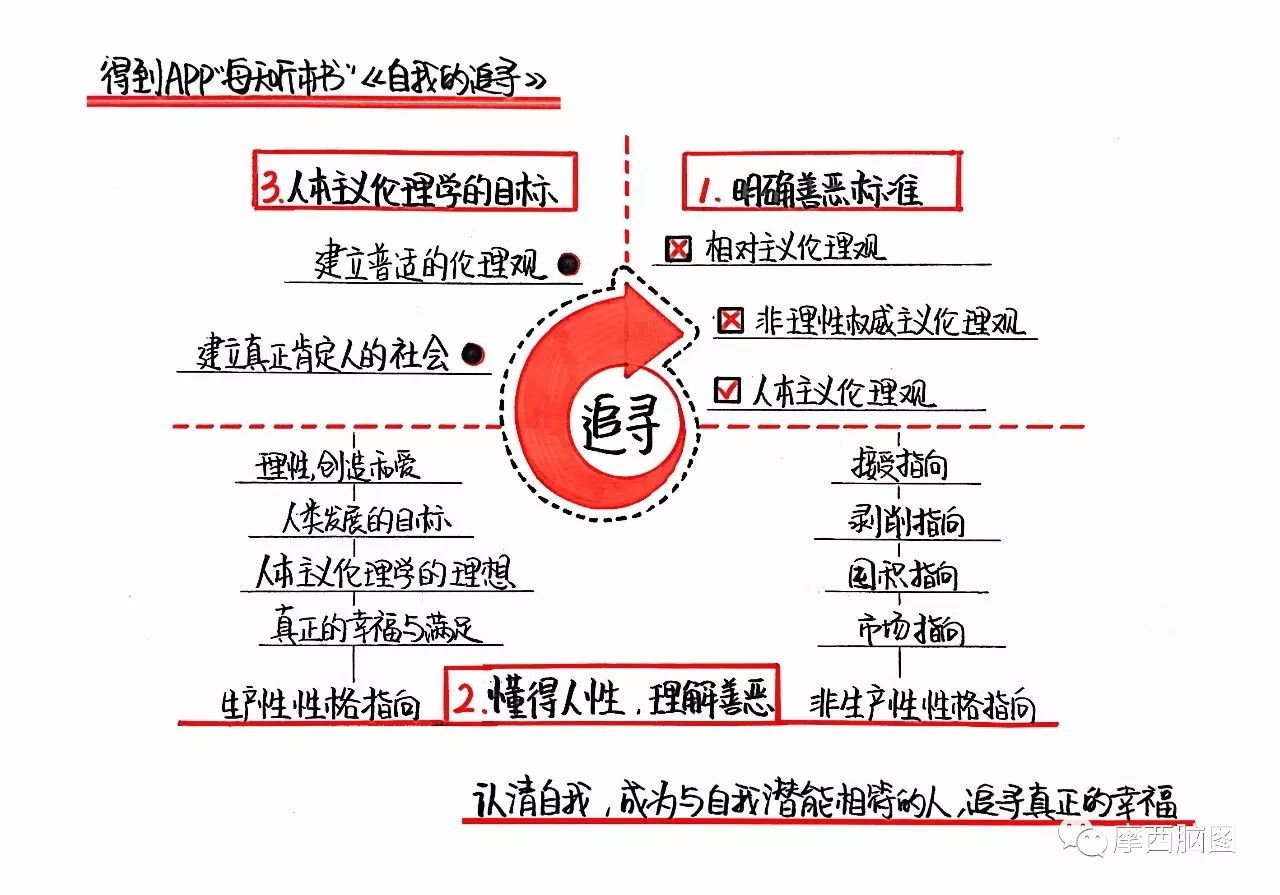 得到APP“每天听本书”《自我的追寻》
3.人本主义伦理学的目标
建立普适的伦理观
建立真正肯定人的社会
1.明确善恶标准
相对主义伦理观
非理性权威主义伦理观
人本主义伦理观
追寻
理性,创造和爱
人类发展的目标
人本主义伦理学的理想
真正的幸福与满足
生产性性格指向
2.懂得人性,理解善恶
接受指向
剥削指向
囤积指向
市场指向
非生产性性格指向
认清自我,成为与自我潜能相符的人,追寻真正的幸福
摩西脑图